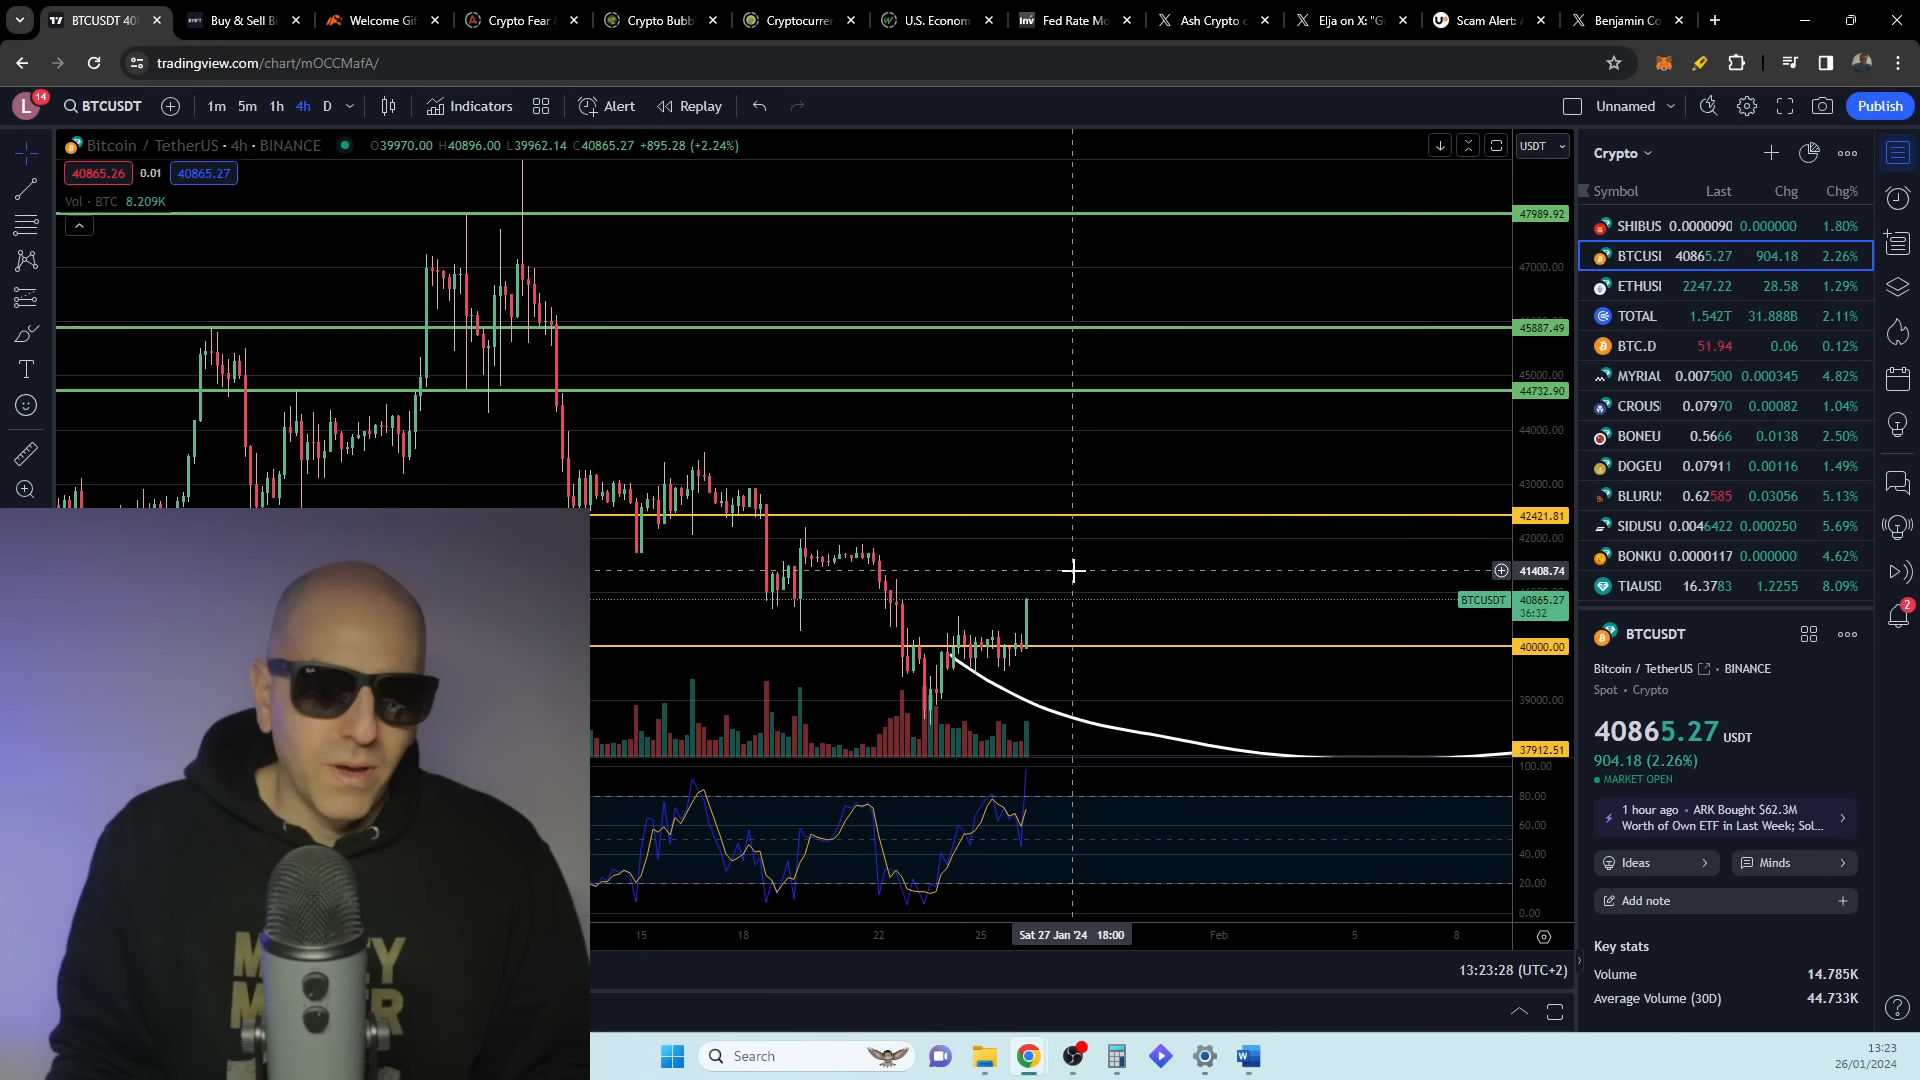 BTCUSDT 40
Buy & Sell Bi
Welcome Gif
Crypto Fear
Crypto Bubb
Cryptocurrer
U.S. Econom
Fed Rate Mo
Ash Crypto o
Elja on X: "G
Scam Alert:
Benjamin Co
tradingview.com/chart/mOCCMafA/
L 14
BTCUSDT
1m 5m 1h 4h D
Indicators
Alert
Replay
Unnamed
Publish
Bitcoin / TetherUS · 4h · BINANCE
O39970.00 H40896.00 L39962.14 C40865.27 +895.28 (+2.24%)
USDT
40865.26 0.01 40865.27
Vol · BTC 8.209K
47989.92
47000.00
45887.49
45000.00
44732.90
44000.00
43000.00
42421.81
42000.00
41408.74
BTCUSDT 40865.27
36:32
40000.00
39000.00
37912.51
100.00
80.00
60.00
40.00
20.00
0.00
15 18 22 25 Sat 27 Jan '24 18:00 Feb 5 8
13:23:28 (UTC+2)
Crypto
Symbol Last Chg Chg%
SHIBUS 0.0000090 0.000000 1.80%
BTCUSI 40865.27 904.18 2.26%
ETHUSI 2247.22 28.58 1.29%
TOTAL 1.542T 31.888B 2.11%
BTC.D 51.94 0.06 0.12%
MYRIAU 0.007500 0.000345 4.82%
CROUSI 0.07970 0.00082 1.04%
BONEU 0.5666 0.0138 2.50%
DOGEU 0.07911 0.00116 1.49%
BLURU 0.62585 0.03056 5.13%
SIDUSU 0.0046422 0.000250 5.69%
BONKU 0.0000117 0.000000 4.62%
TIAUSD 16.3783 1.2255 8.09%
2
BTCUSDT
Bitcoin / TetherUS • BINANCE
Spot • Crypto
40865.27 USDT
904.18 (2.26%)
MARKET OPEN
1 hour ago • ARK Bought $62.3M
Worth of Own ETF in Last Week; Sol...
Ideas
Minds
Add note
Key stats
Volume 14.785K
Average Volume (30D) 44.733K
Search
13:23
26/01/2024